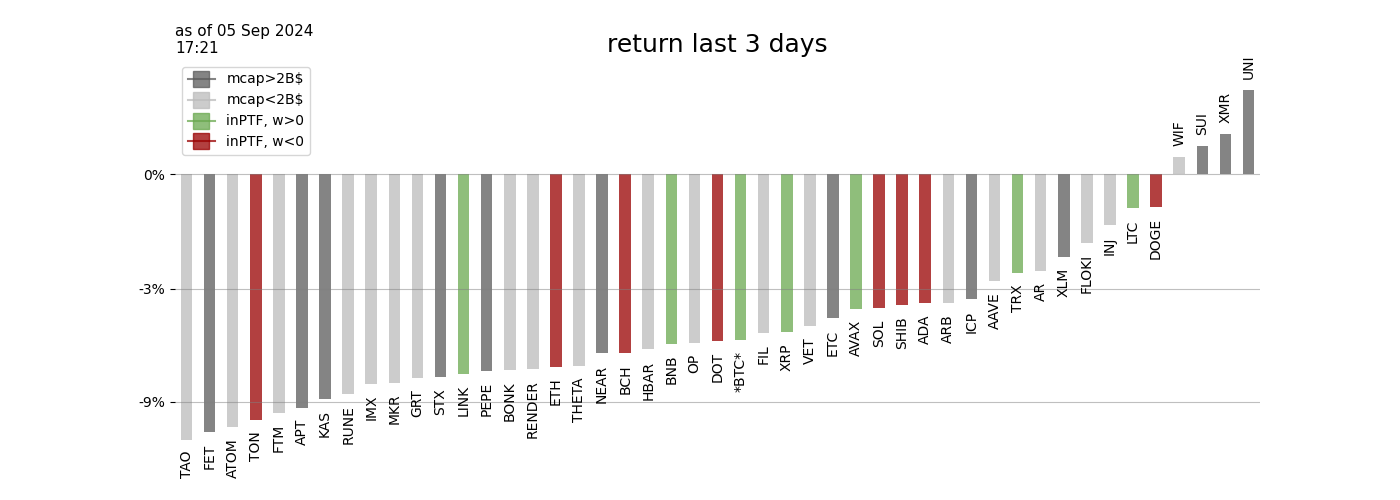 as of 05 Sep 2024
17:21
return last 3 days
mcap>2B$
mcap<2B$
inPTF, w>0
inPTF, w<0
0%
-3%
-9%
TAO
FET
ATOM
TON
FTM
APT
KAS
RUNE
IMX
MKR
GRT
STX
LINK
PEPE
BONK
RENDER
ETH
THETA
NEAR
BCH
HBAR
BNB
OP
DOT
*BTC*
FIL
XRP
VET
ETC
AVAX
SOL
SHIB
ADA
ARB
ICP
AAVE
TRX
AR
XLM
FLOKI
INJ
LTC
DOGE
WIF
SUI
XMR
UNI